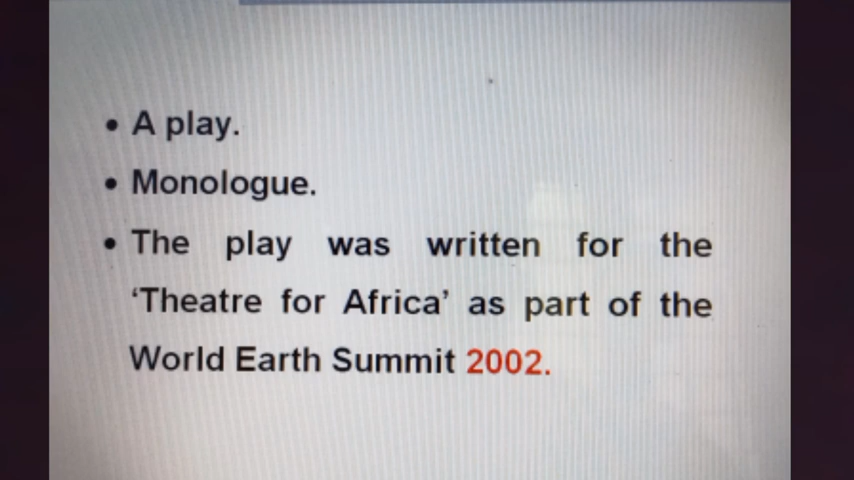 • A play.
• Monologue.
• The play was written for the
‘Theatre for Africa’ as part of the
World Earth Summit 2002.